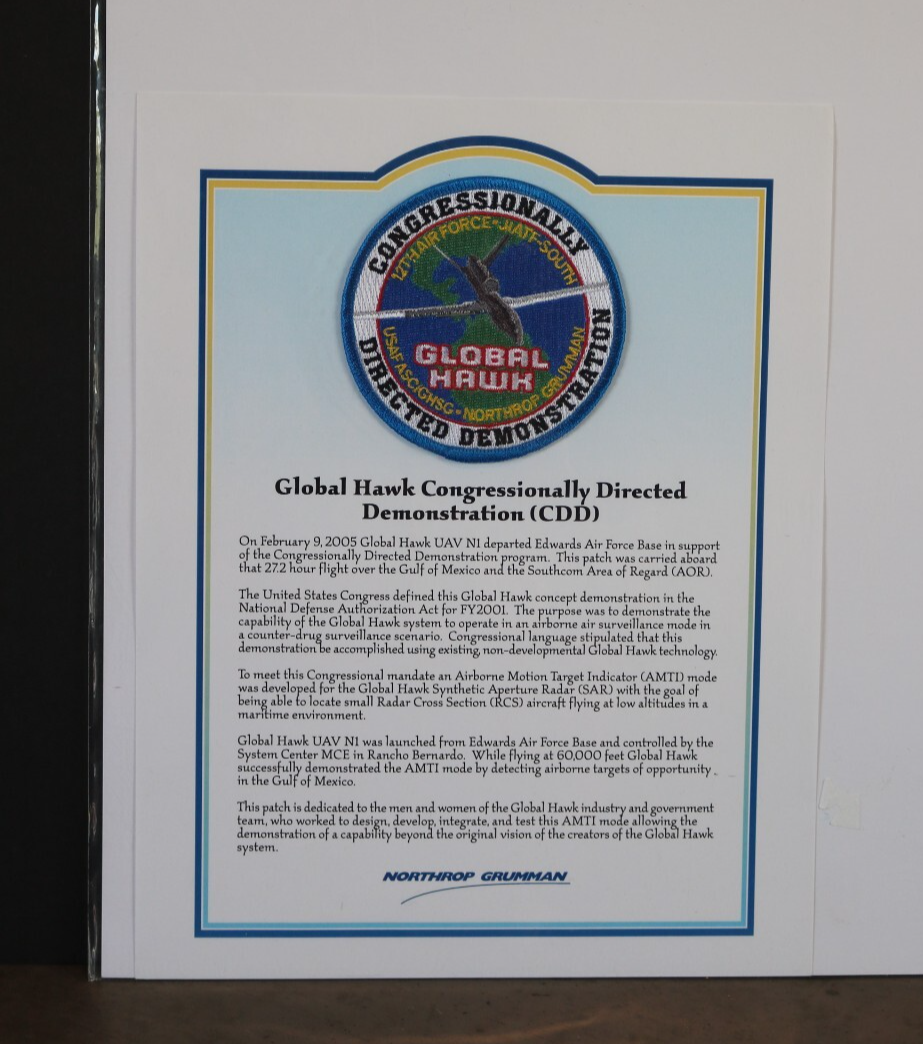 CONGRESSIONALLY
12TH AIR FORCE • JIATF-SOUTH
GLOBAL
HAWK
USAF ASC/GHSG • NORTHROP GRUMMAN
DIRECTED DEMONSTRATION
Global Hawk Congressionally Directed
Demonstration (CDD)
On February 9, 2005 Global Hawk UAV N1 departed Edwards Air Force Base in support
of the Congressionally Directed Demonstration program. This patch was carried aboard
that 27.2 hour flight over the Gulf of Mexico and the Southcom Area of Regard (AOR).
The United States Congress defined this Global Hawk concept demonstration in the
National Defense Authorization Act for FY2001. The purpose was to demonstrate the
capability of the Global Hawk system to operate in an airborne air surveillance mode in
a counter-drug surveillance scenario. Congressional language stipulated that this
demonstration be accomplished using existing, non-developmental Global Hawk technology.
To meet this Congressional mandate an Airborne Motion Target Indicator (AMTI) mode
was developed for the Global Hawk Synthetic Aperture Radar (SAR) with the goal of
being able to locate small Radar Cross Section (RCS) aircraft flying at low altitudes in a
maritime environment.
Global Hawk UAV N1 was launched from Edwards Air Force Base and controlled by the
System Center MCE in Rancho Bernardo. While flying at 60,000 feet Global Hawk
successfully demonstrated the AMTI mode by detecting airborne targets of opportunity
in the Gulf of Mexico.
This patch is dedicated to the men and women of the Global Hawk industry and government
team, who worked to design, develop, integrate, and test this AMTI mode allowing the
demonstration of a capability beyond the original vision of the creators of the Global Hawk
system.
NORTHROP GRUMMAN